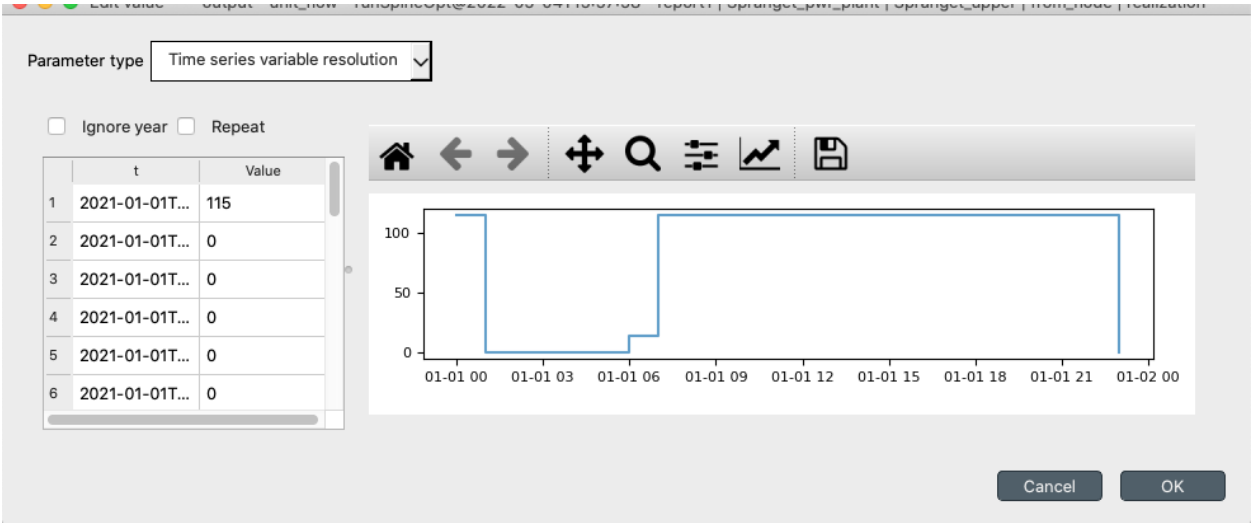 Parameter type Time series variable resolution
Ignore year Repeat
t Value
1 2021-01-01T... 115
2 2021-01-01T... 0
3 2021-01-01T... 0
4 2021-01-01T... 0
5 2021-01-01T... 0
6 2021-01-01T... 0
100
50
0
01-01 00 01-01 03 01-01 06 01-01 09 01-01 12 01-01 15 01-01 18 01-01 21 01-02 00
Cancel OK